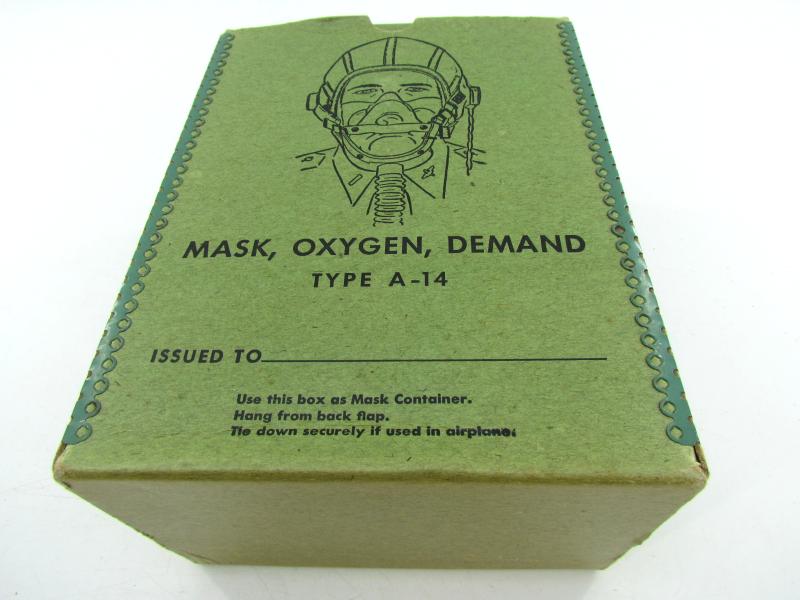 MASK, OXYGEN, DEMAND
TYPE A-14
ISSUED TO
Use this box as Mask Container.
Hang from back flap.
Tie down securely if used in airplane.